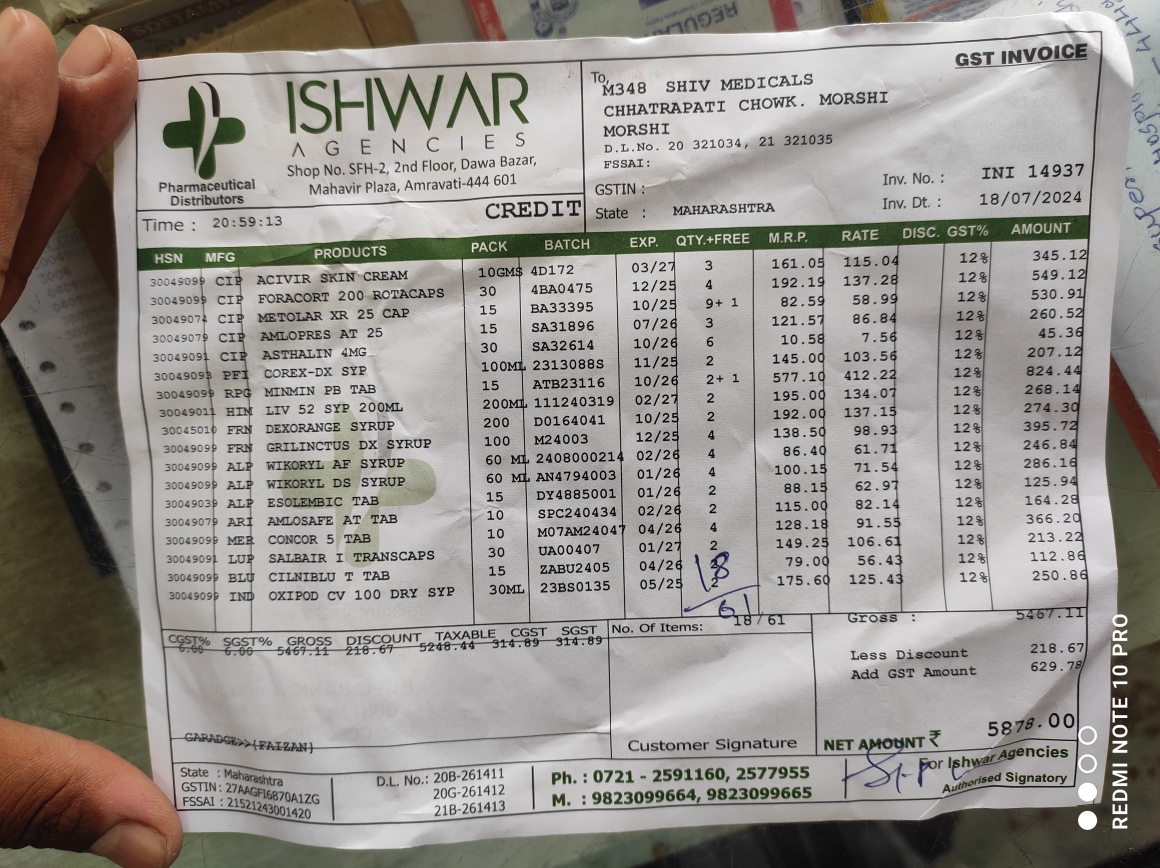 GST INVOICE
ISHWAR
AGENCIES
Shop No. SFH-2, 2nd Floor, Dawa Bazar,
Mahavir Plaza, Amravati-444 601
Pharmaceutical
Distributors
To,
M348 SHIV MEDICALS
CHHATRAPATI CHOWK. MORSHI
MORSHI
D.L.No. 20 321034, 21 321035
FSSAI:
GSTIN :
State : MAHARASHTRA
Inv. No. : INI 14937
Inv. Dt. : 18/07/2024
Time : 20:59:13
CREDIT
HSN MFG PRODUCTS PACK BATCH EXP. QTY.+FREE M.R.P. RATE DISC. GST% AMOUNT
30049099 CIP ACIVIR SKIN CREAM 10GMS 4D172 03/27 3 161.05 115.04 12% 345.12
30049099 CIP FORACORT 200 ROTACAPS 30 4BA0475 12/25 4 192.19 137.28 12% 549.12
30049074 CIP METOLAR XR 25 CAP 15 BA33395 10/25 9+ 1 82.59 58.99 12% 530.91
30049079 CIP AMLOPRES AT 25 15 SA31896 07/26 3 121.57 86.84 12% 260.52
30049091 CIP ASTHALIN 4MG 30 SA32614 10/26 6 10.58 7.56 12% 45.36
30049099 PFI COREX-DX SYP 100ML 2313088S 11/25 2 145.00 103.56 12% 207.12
30049099 RPG MINMIN PB TAB 15 ATB23116 10/26 2+ 1 577.10 412.22 12% 824.44
30049011 HIM LIV 52 SYP 200ML 200ML 111240319 02/27 2 195.00 134.07 12% 268.14
30045010 FRN DEXORANGE SYRUP 200 D0164041 10/25 2 192.00 137.15 12% 274.30
30049099 FRN GRILINCTUS DX SYRUP 100 M24003 12/25 4 138.50 98.93 12% 395.72
30049099 ALP WIKORYL AF SYRUP 60 ML 2408000214 02/26 4 86.40 61.71 12% 246.84
30049099 ALP WIKORYL DS SYRUP 60 ML AN4794003 01/26 4 100.15 71.54 12% 286.16
30049039 ALP ESOLEMBIC TAB 15 DY4885001 01/26 2 88.15 62.97 12% 125.94
30049079 ARI AMLOSAFE AT TAB 10 SPC240434 02/26 2 115.00 82.14 12% 164.28
30049099 MER CONCOR 5 TAB 10 M07AM24047 04/26 4 128.18 91.55 12% 366.20
30049091 LUP SALBAIR I TRANSCAPS 30 UA00407 01/27 2 149.25 106.61 12% 213.22
30049099 BLU CILNIBLU T TAB 15 ZABU2405 04/26 2 79.00 56.43 12% 112.86
30049099 IND OXIPOD CV 100 DRY SYP 30ML 23BS0135 05/25 2 175.60 125.43 12% 250.86
18
61
CGST% SGST% GROSS DISCOUNT TAXABLE CGST SGST
6.00 6.00 5467.11 218.67 5248.44 314.89 314.89
No. Of Items: 18/61
Gross : 5467.11
Less Discount 218.67
Add GST Amount 629.78
GARADGE>>(FAIZAN)
Customer Signature
NET AMOUNT ₹ 5878.00
For Ishwar Agencies
Authorised Signatory
State : Maharashtra
GSTIN: 27AAGFI6870A1ZG
FSSAI : 21521243001420
D.L. No.: 20B-261411
20G-261412
21B-261413
Ph. : 0721 - 2591160, 2577955
M. : 9823099664, 9823099665
REDMI NOTE 10 PRO
REGULAR